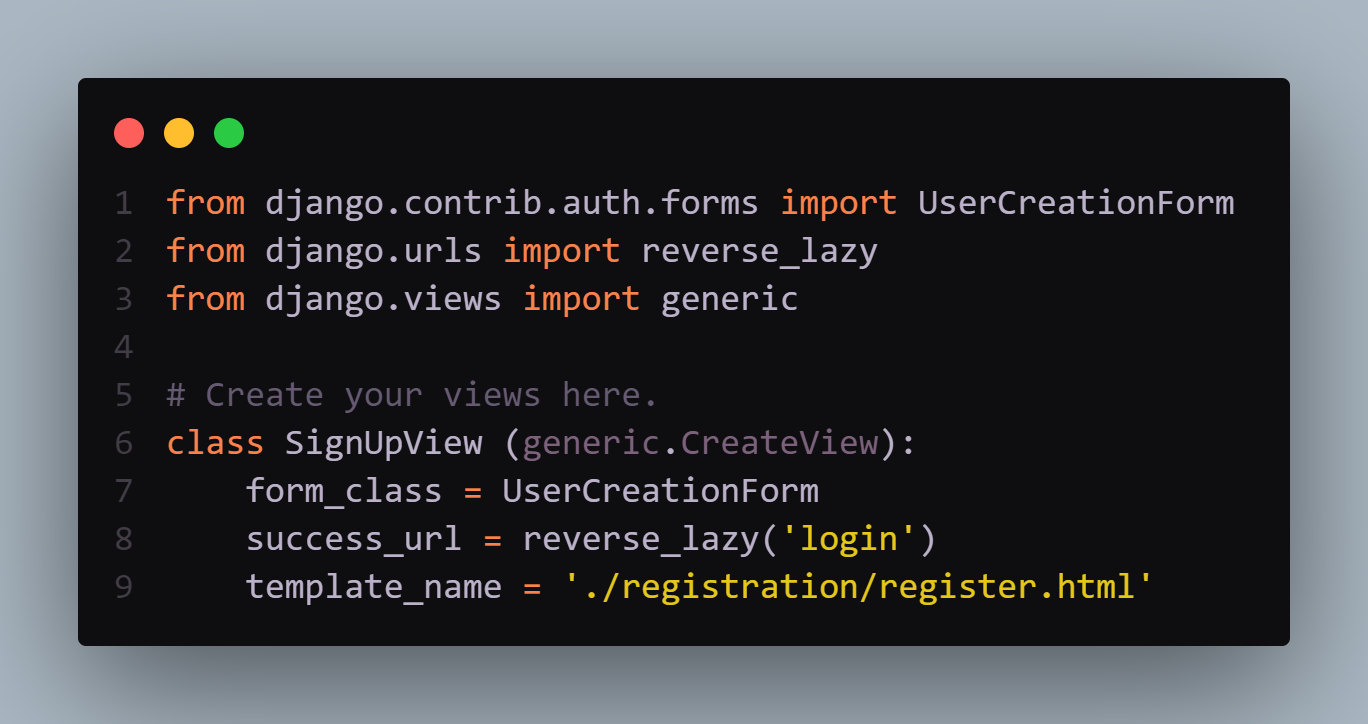 1 from django.contrib.auth.forms import UserCreationForm
2 from django.urls import reverse_lazy
3 from django.views import generic
4
5 # Create your views here.
6 class SignUpView (generic.CreateView):
7     form_class = UserCreationForm
8     success_url = reverse_lazy('login')
9     template_name = './registration/register.html'